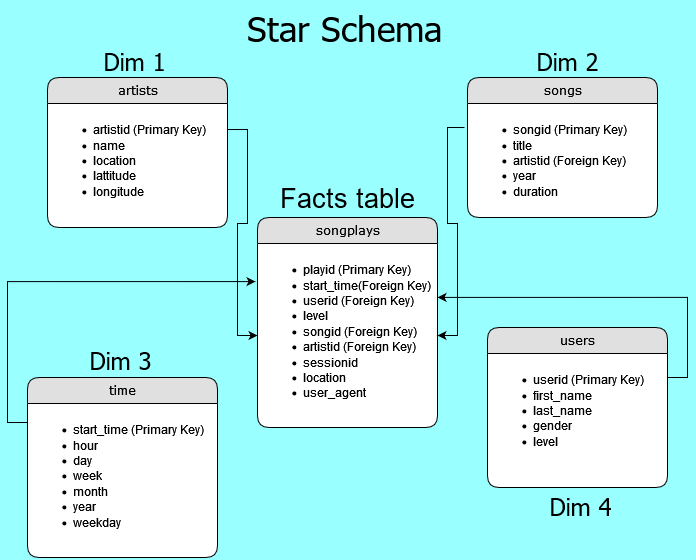 Star Schema
Dim 1
artists
• artistid (Primary Key)
• name
• location
• lattitude
• longitude
Dim 2
songs
• songid (Primary Key)
• title
• artistid (Foreign Key)
• year
• duration
Facts table
songplays
• playid (Primary Key)
• start_time(Foreign Key)
• userid (Foreign Key)
• level
• songid (Foreign Key)
• artistid (Foreign Key)
• sessionid
• location
• user_agent
Dim 3
time
• start_time (Primary Key)
• hour
• day
• week
• month
• year
• weekday
users
• userid (Primary Key)
• first_name
• last_name
• gender
• level
Dim 4